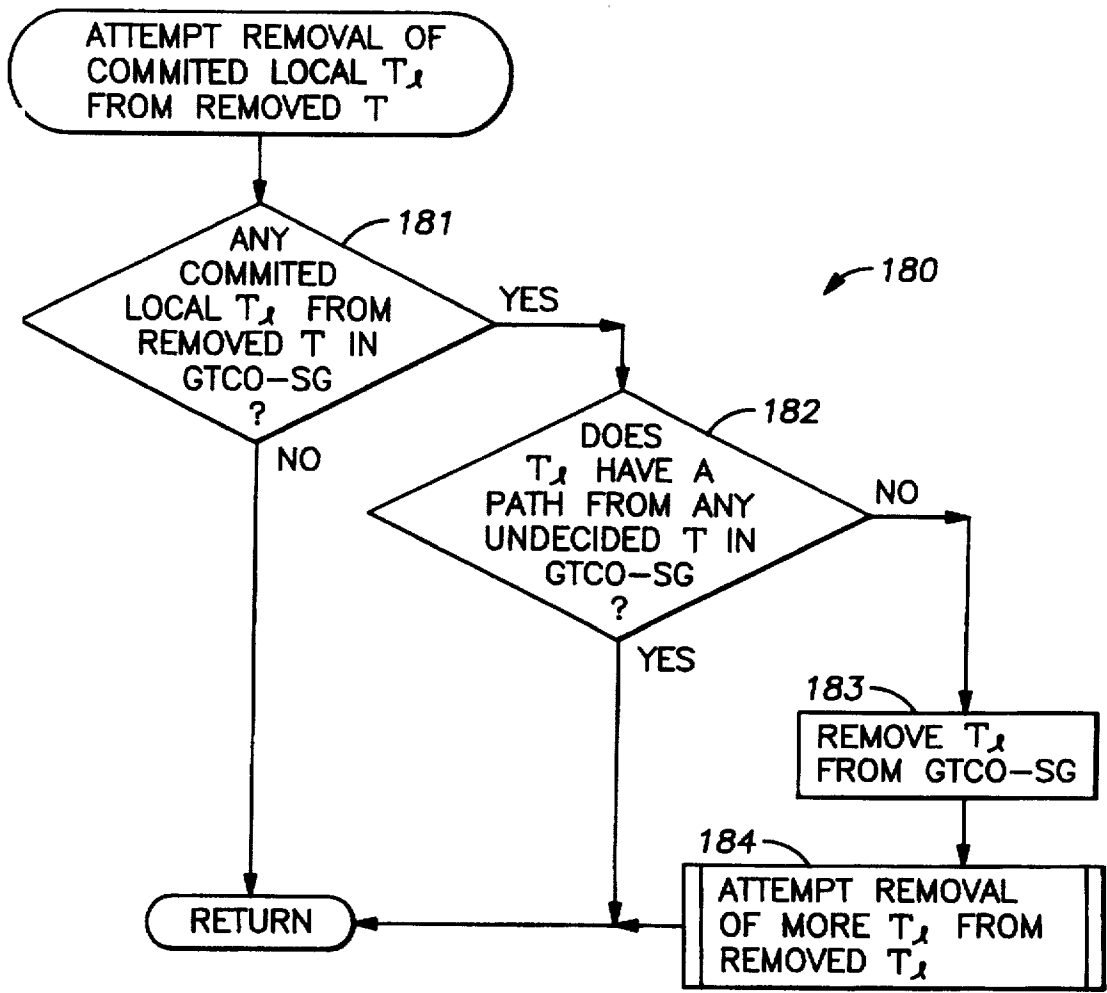 ATTEMPT REMOVAL OF
COMMITED LOCAL Tℓ
FROM REMOVED T
181
ANY
COMMITED
LOCAL Tℓ FROM
REMOVED T IN
GTCO-SG
?
YES
NO
180
182
DOES
Tℓ HAVE A
PATH FROM ANY
UNDECIDED T IN
GTCO-SG
?
NO
YES
183
REMOVE Tℓ
FROM GTCO-SG
184
ATTEMPT REMOVAL
OF MORE Tℓ FROM
REMOVED Tℓ
RETURN